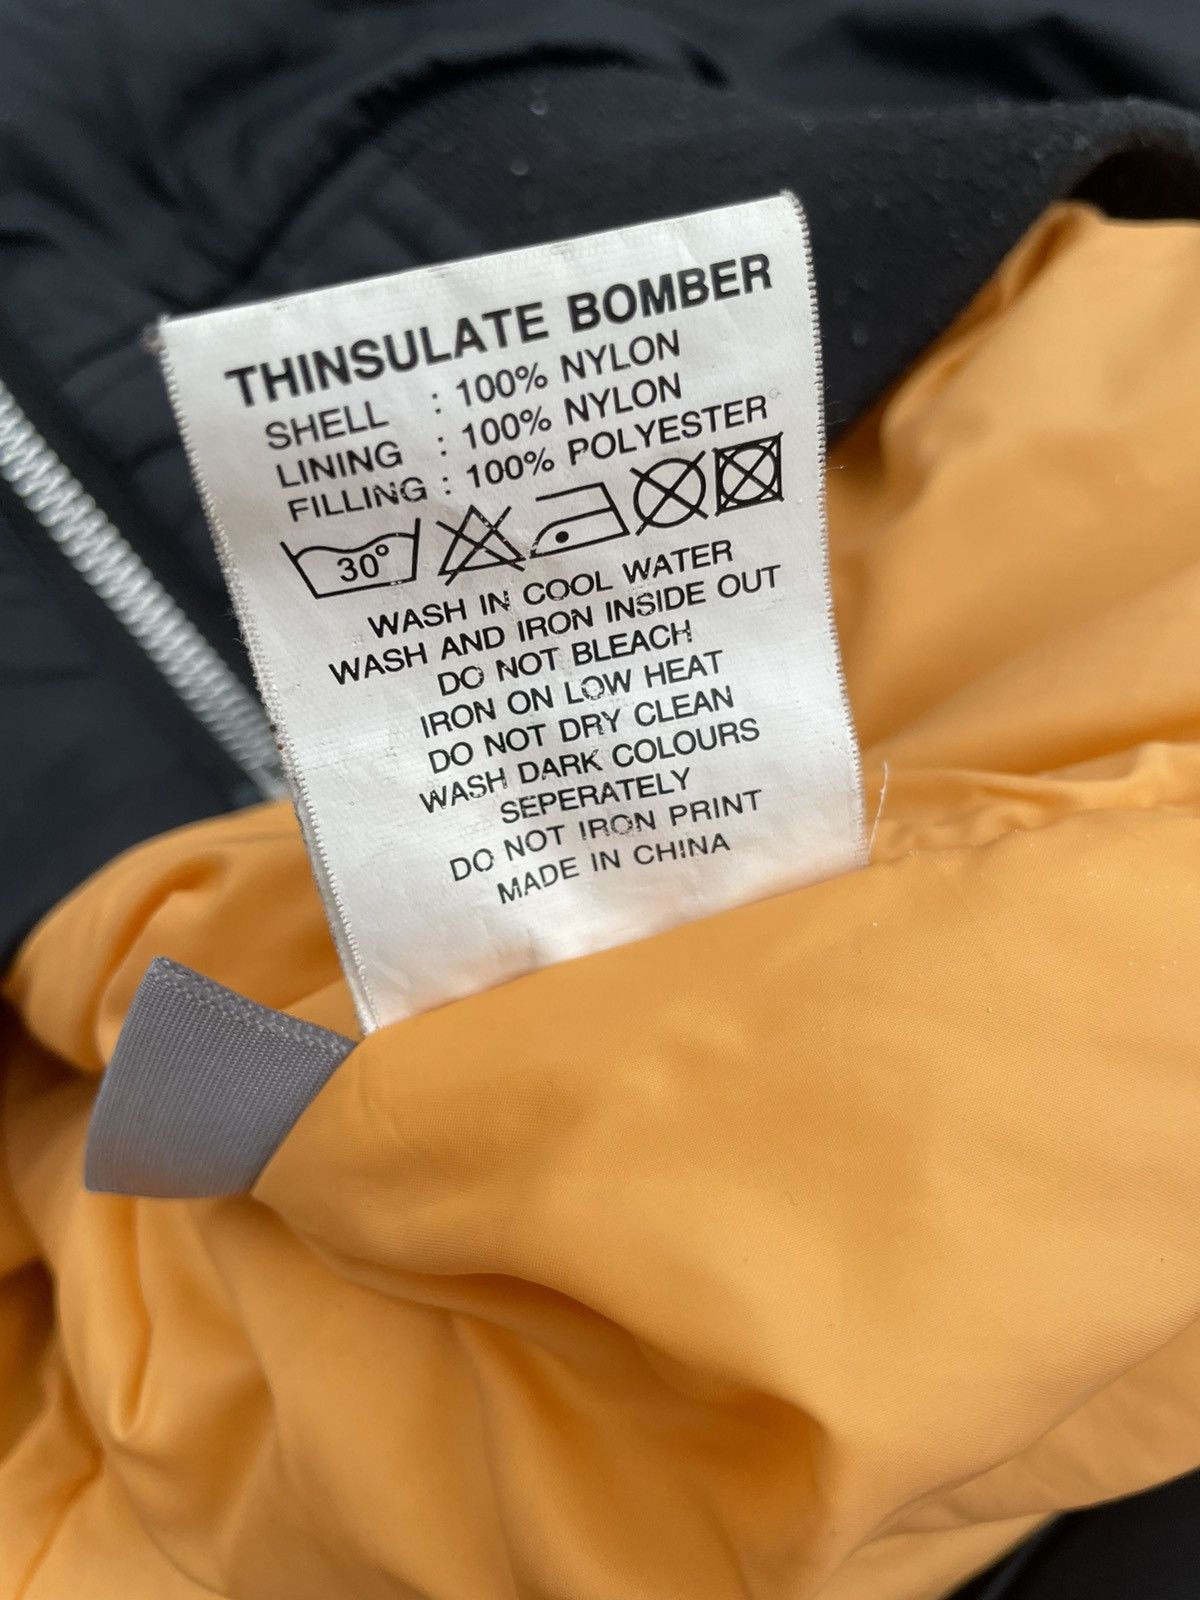 THINSULATE BOMBER
SHELL : 100% NYLON
LINING : 100% NYLON
FILLING : 100% POLYESTER
30°
WASH IN COOL WATER
WASH AND IRON INSIDE OUT
DO NOT BLEACH
IRON ON LOW HEAT
DO NOT DRY CLEAN
WASH DARK COLOURS
SEPERATELY
DO NOT IRON PRINT
MADE IN CHINA